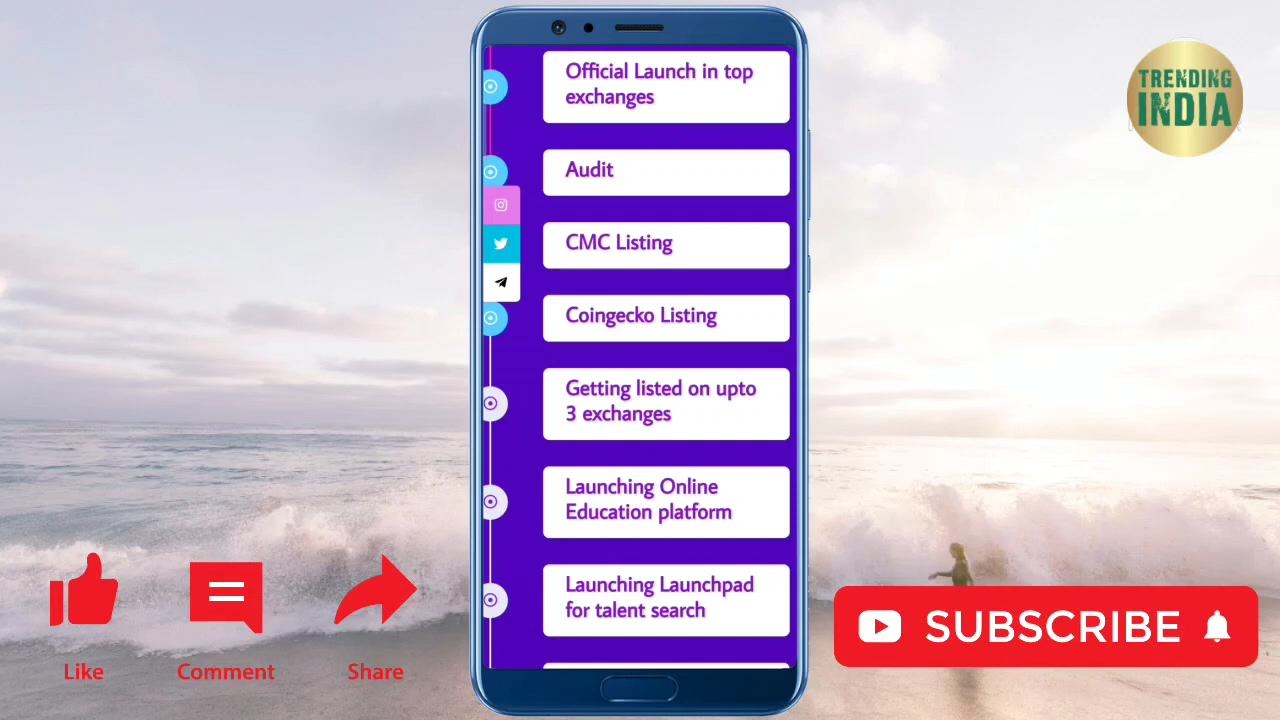 Official Launch in top
exchanges
Audit
CMC Listing
Coingecko Listing
Getting listed on upto
3 exchanges
Launching Online
Education platform
Launching Launchpad
for talent search
TRENDING
INDIA
Like
Comment
Share
SUBSCRIBE